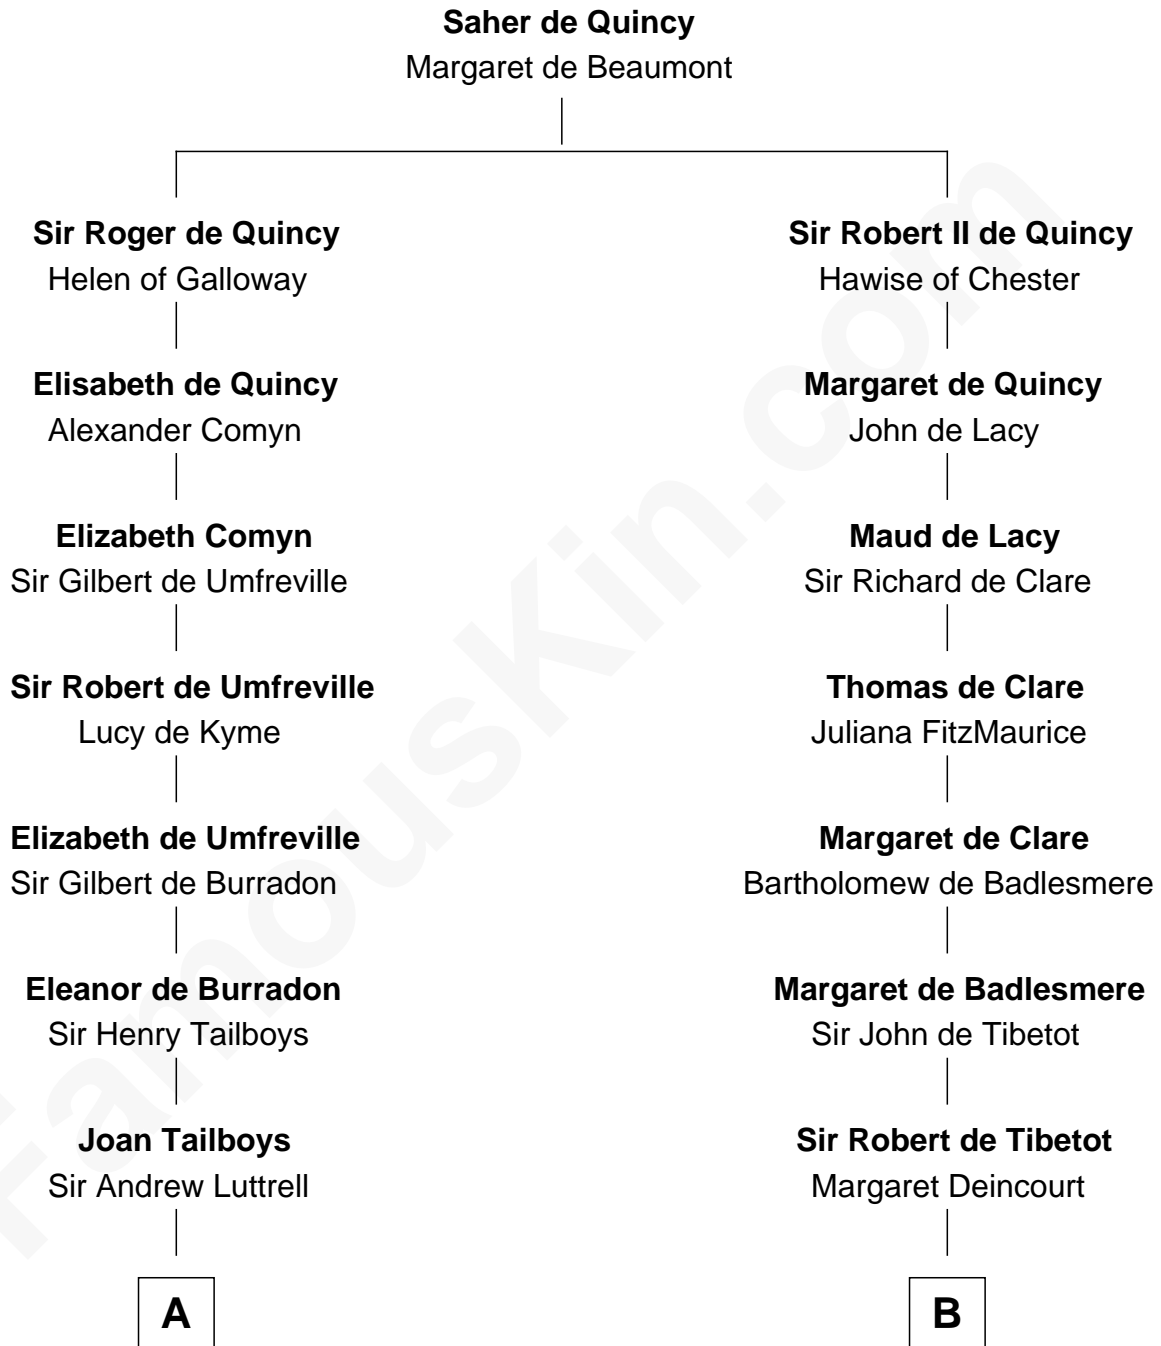 Saher de Quincy
Margaret de Beaumont
Sir Roger de Quincy
Helen of Galloway
Sir Robert II de Quincy
Hawise of Chester
Elisabeth de Quincy
Alexander Comyn
Margaret de Quincy
John de Lacy
Elizabeth Comyn
Sir Gilbert de Umfreville
Maud de Lacy
Sir Richard de Clare
Sir Robert de Umfreville
Lucy de Kyme
Thomas de Clare
Juliana FitzMaurice
Elizabeth de Umfreville
Sir Gilbert de Burradon
Margaret de Clare
Bartholomew de Badlesmere
Eleanor de Burradon
Sir Henry Tailboys
Margaret de Badlesmere
Sir John de Tibetot
Joan Tailboys
Sir Andrew Luttrell
Sir Robert de Tibetot
Margaret Deincourt
A
B
FamousKin.com